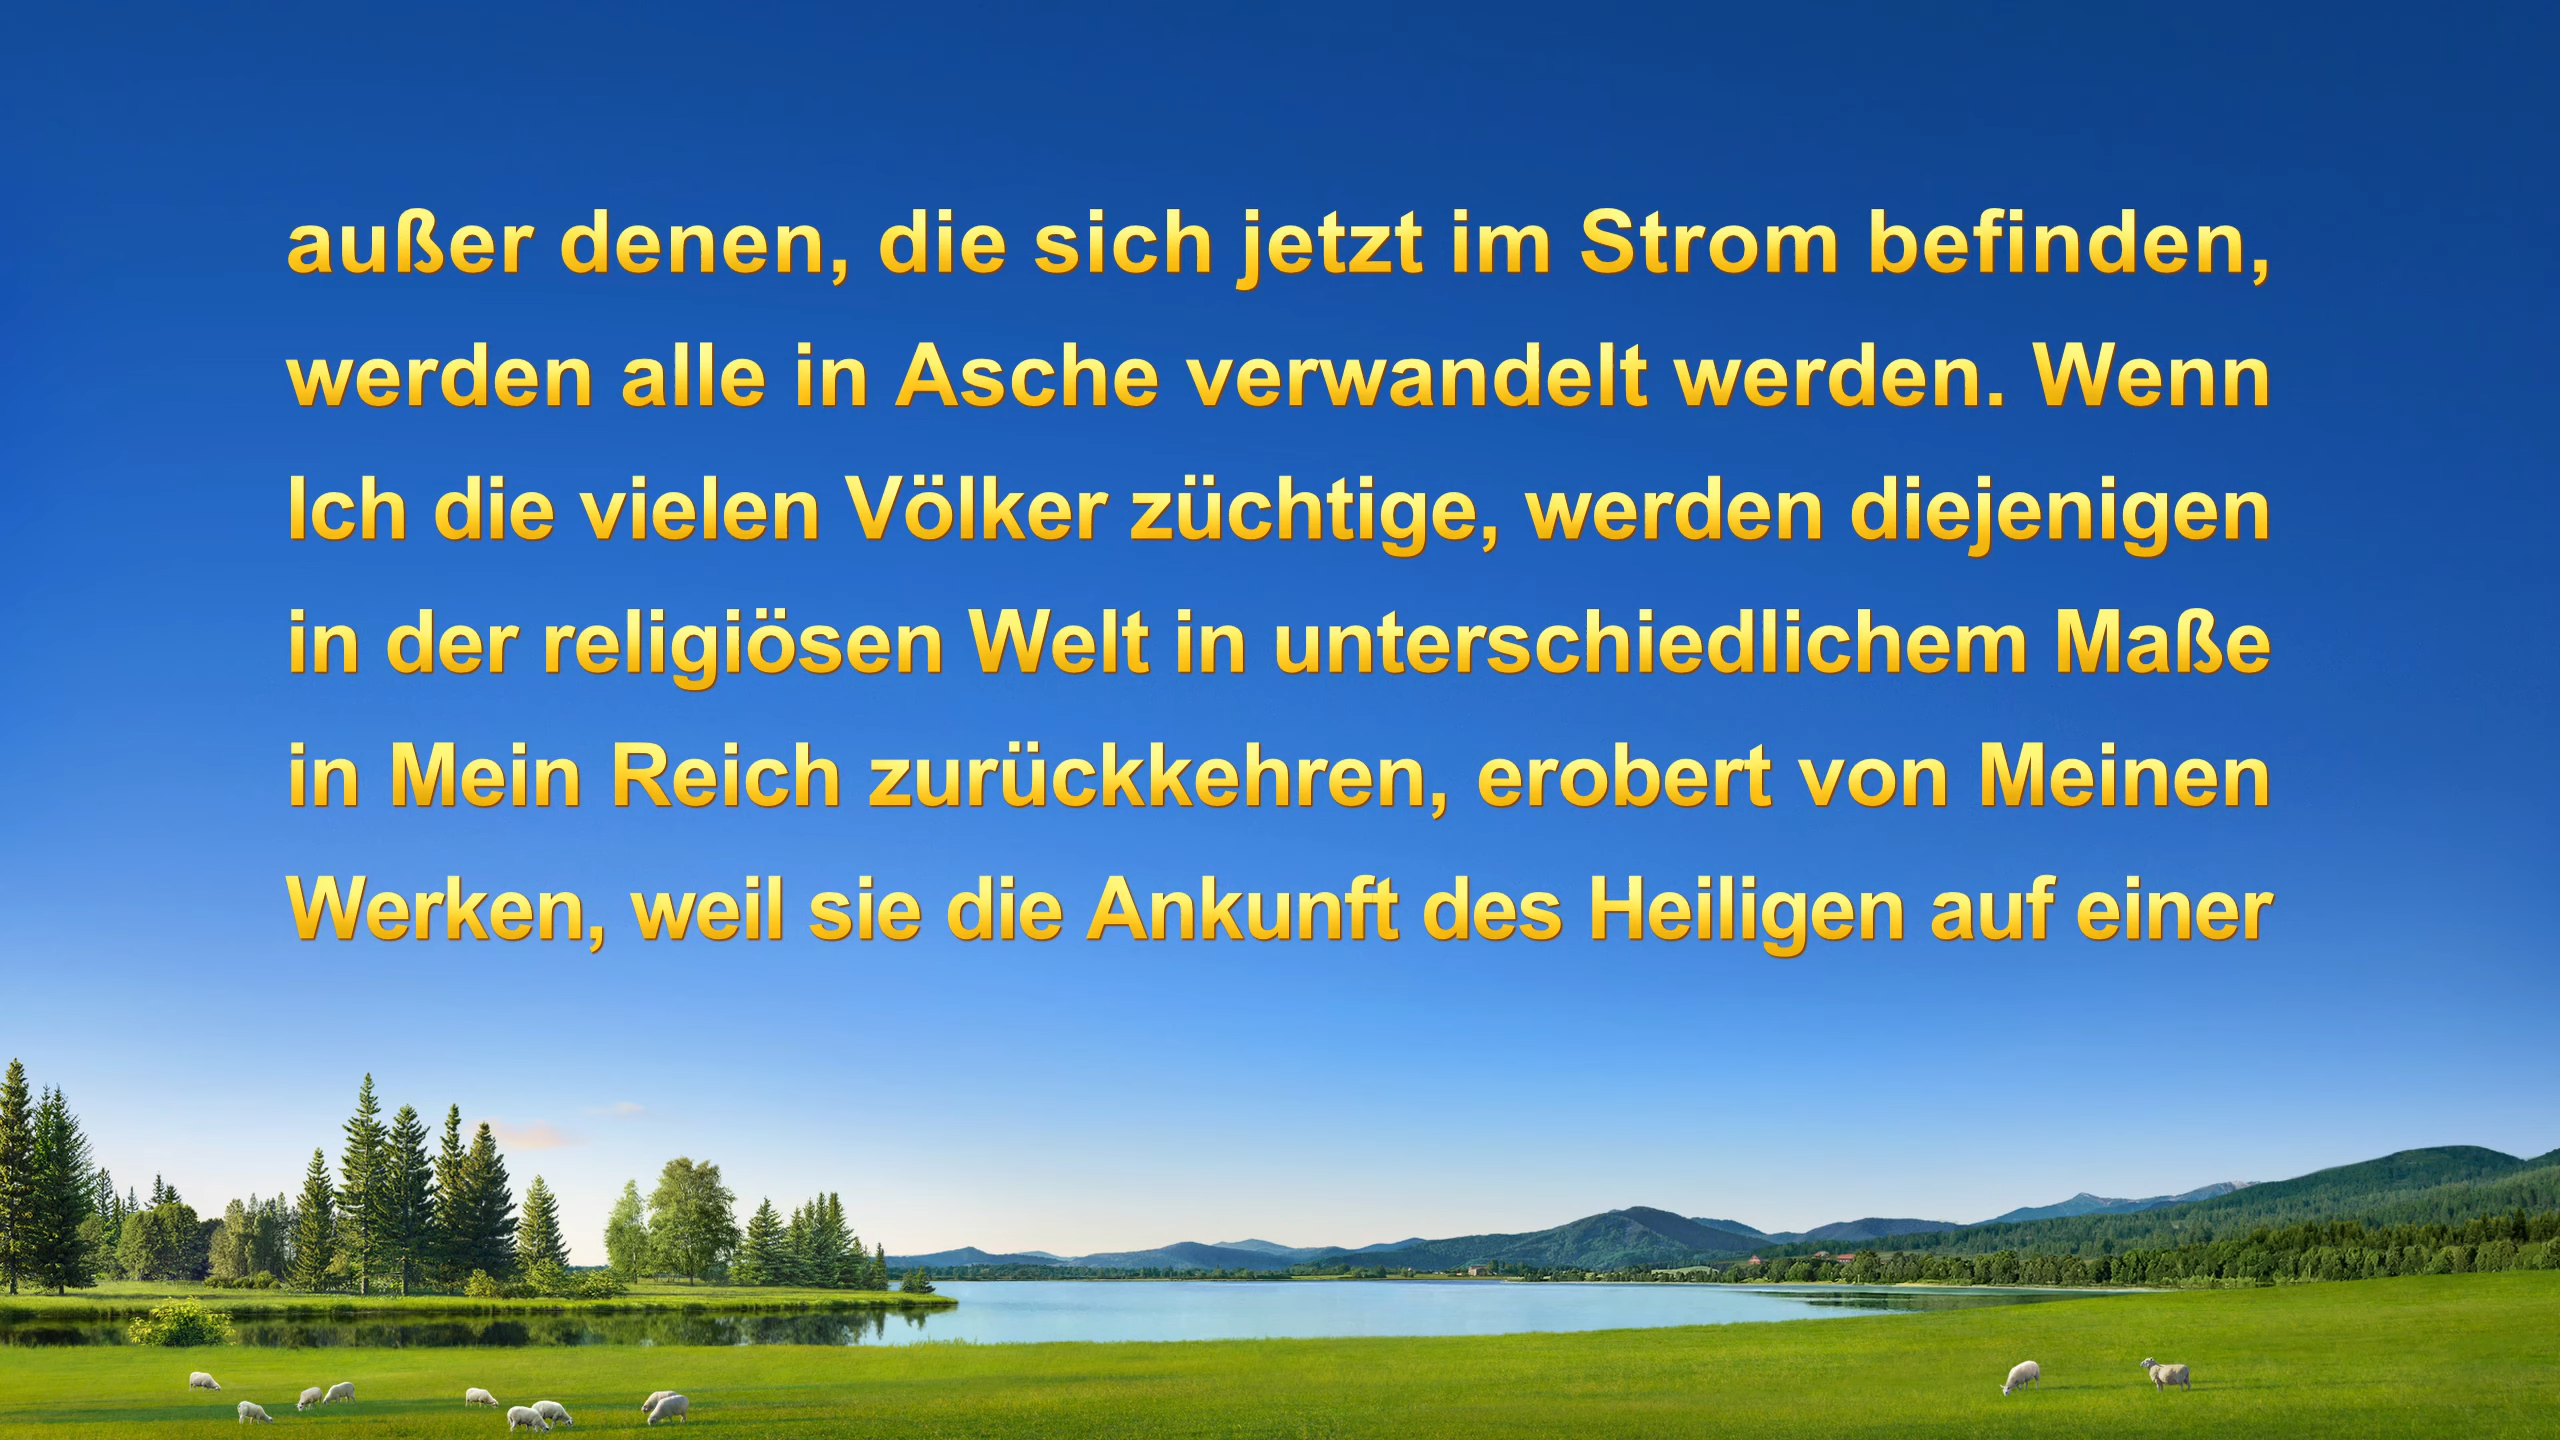 außer denen, die sich jetzt im Strom befinden,
werden alle in Asche verwandelt werden. Wenn
Ich die vielen Völker züchtige, werden diejenigen
in der religiösen Welt in unterschiedlichem Maße
in Mein Reich zurückkehren, erobert von Meinen
Werken, weil sie die Ankunft des Heiligen auf einer